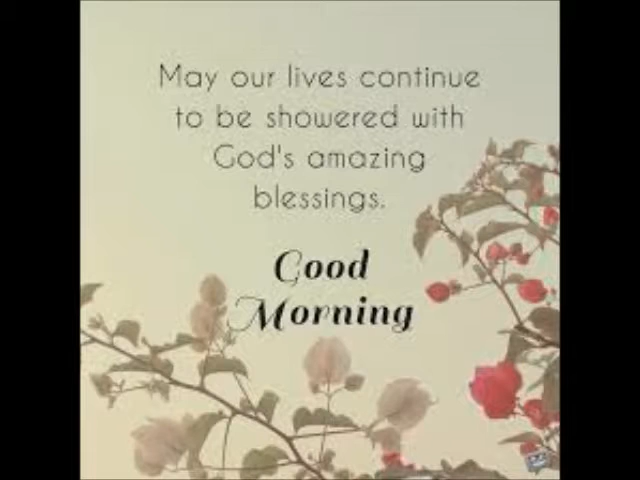 May our lives continue
to be showered with
God's amazing
blessings.
Good
Morning